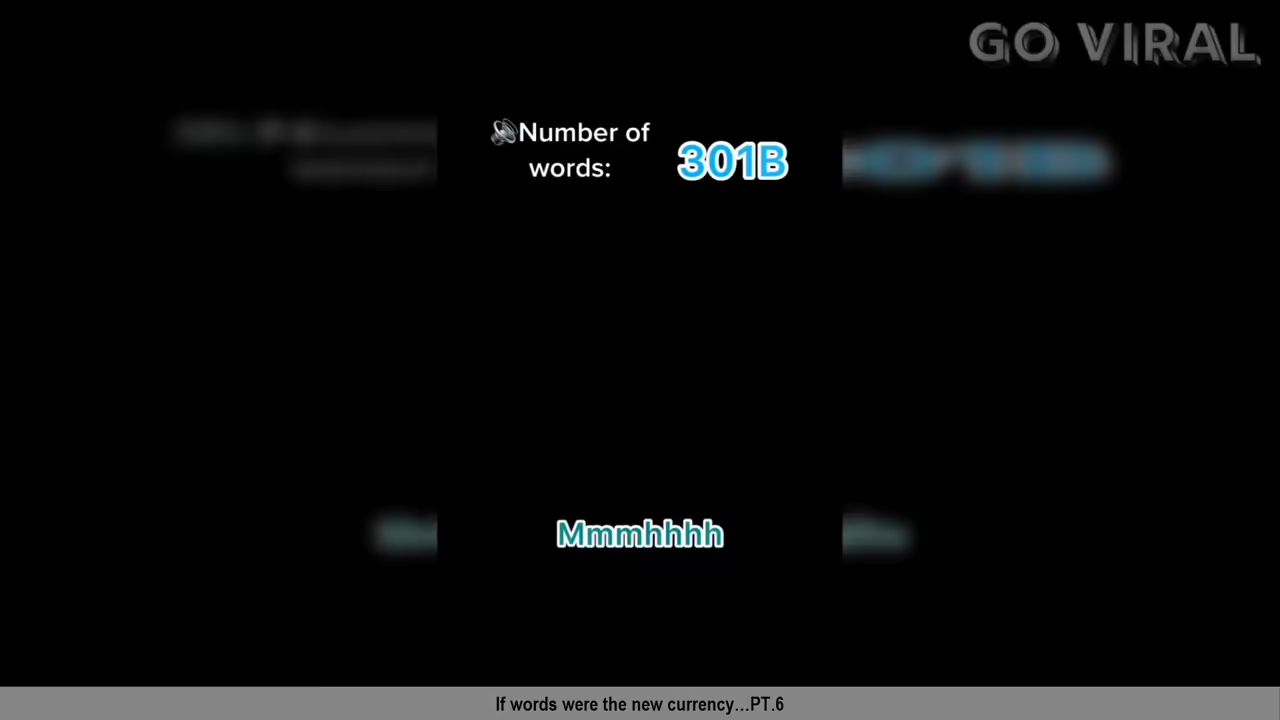 GO VIRAL
🔊Number of
words:
301B
Mmmhhhh
If words were the new currency...PT.6